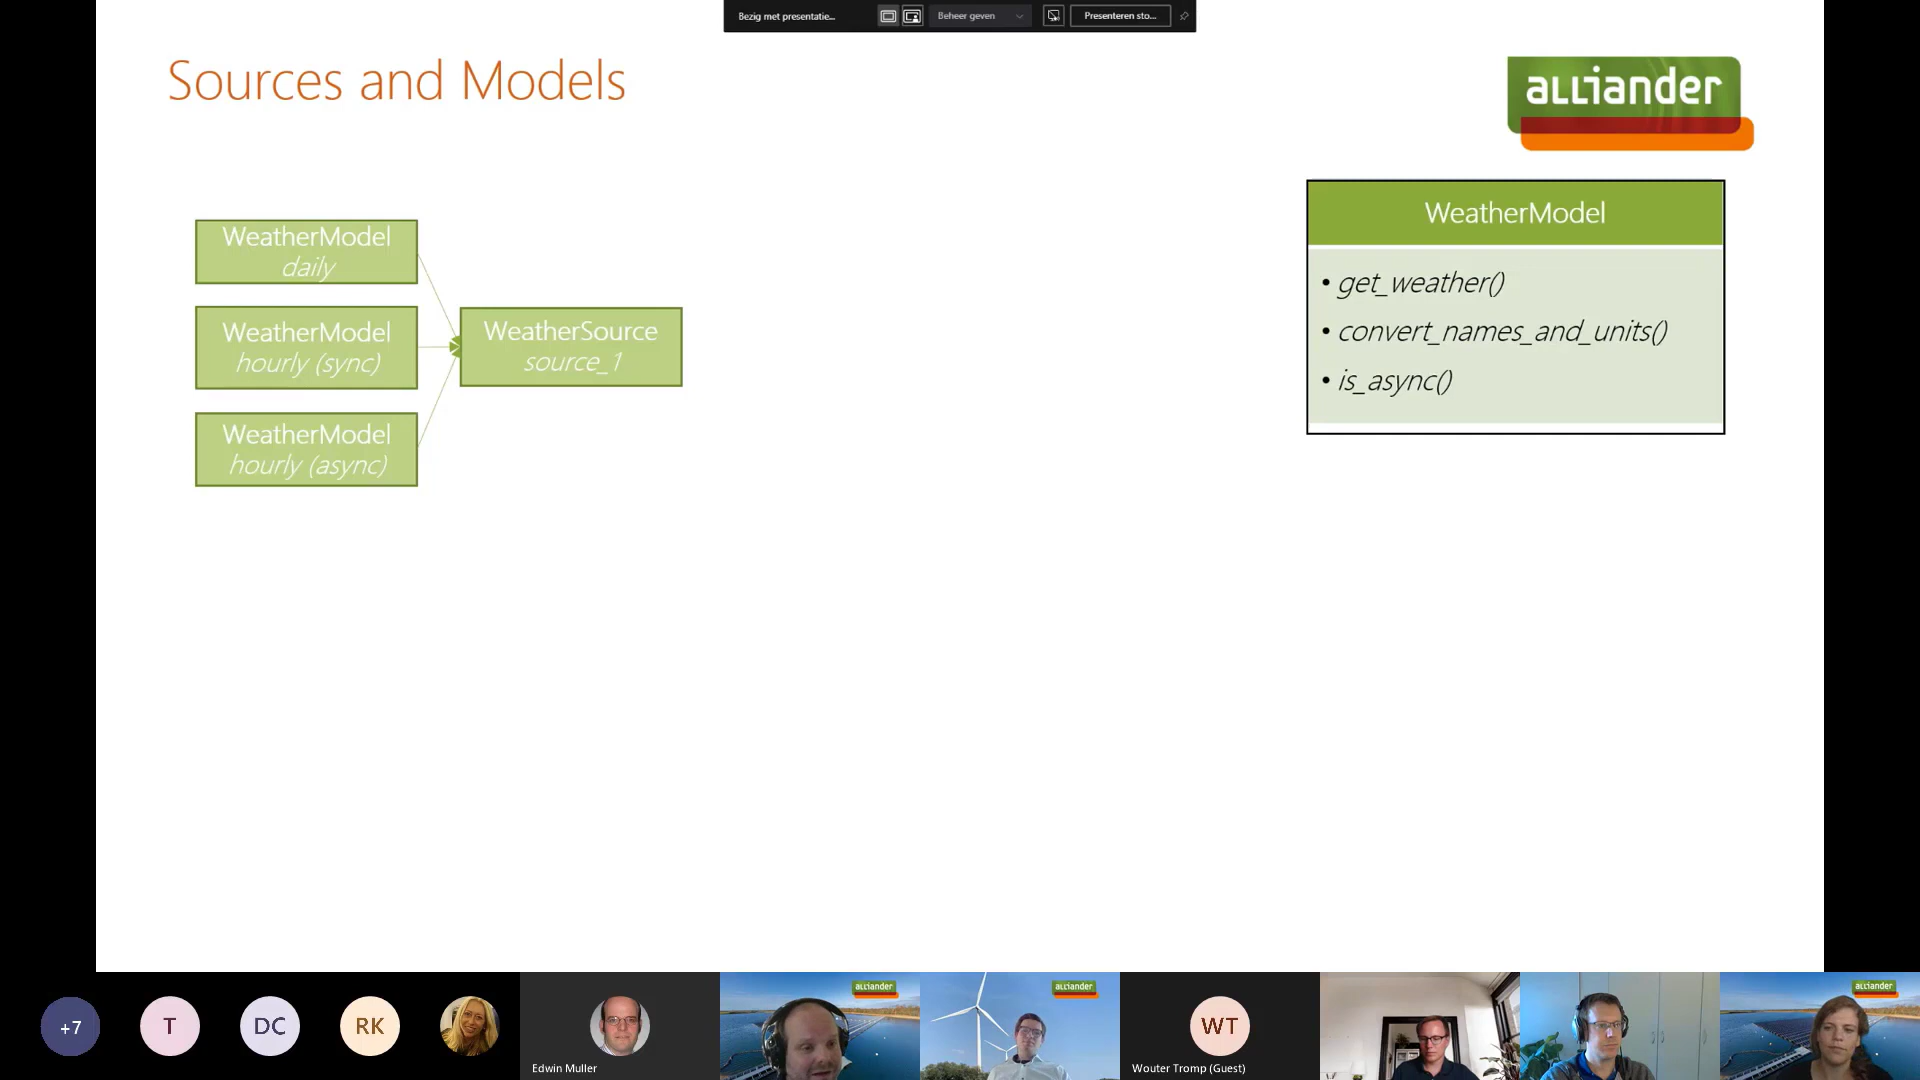 Bezig met presentatie...
Beheer geven
Presenteren sto...
Sources and Models
alliander
WeatherModel
daily
WeatherModel
hourly (sync)
WeatherModel
hourly (async)
WeatherSource
source_1
WeatherModel
• get_weather()
• convert_names_and_units()
• is_async()
+7
T
DC
RK
Edwin Muller
alliander
alliander
WT
Wouter Tromp (Guest)
alliander